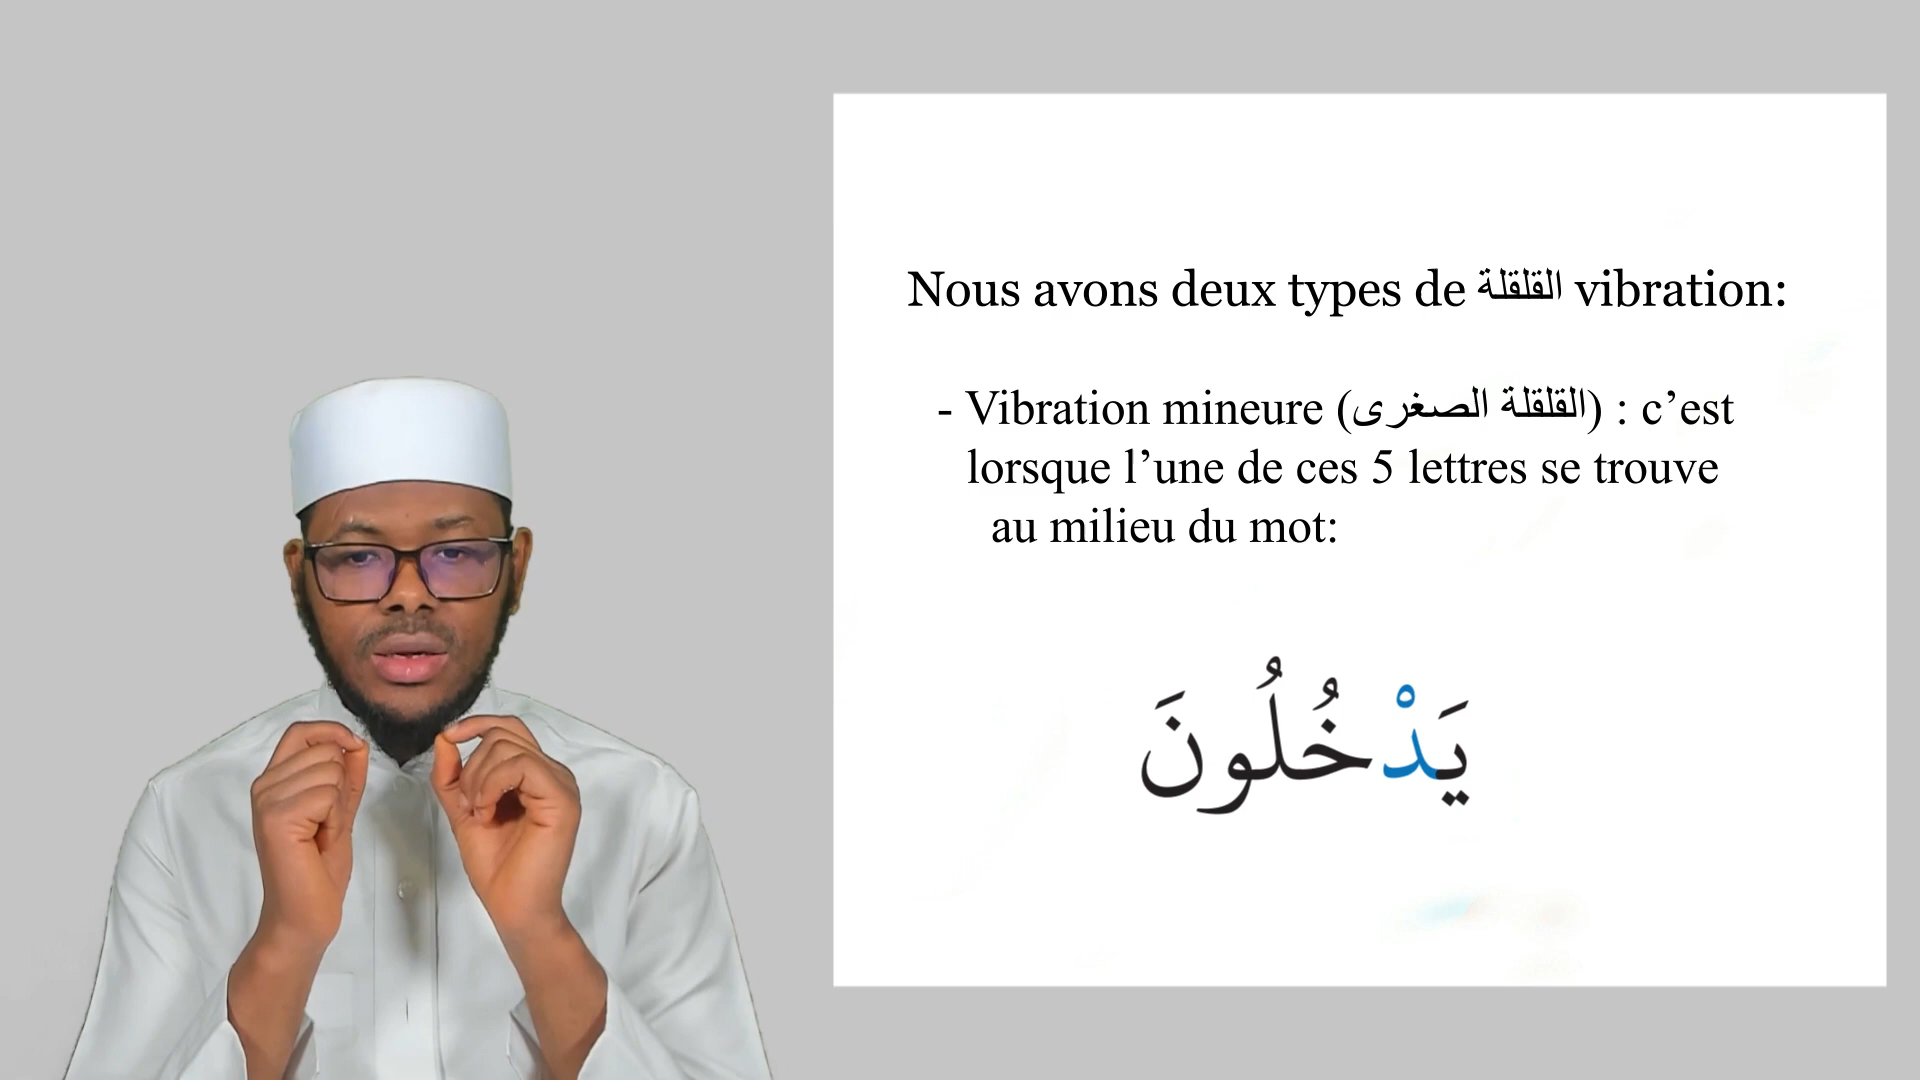 Nous avons deux types de القلقلة vibration:
- Vibration mineure (القلقلة الصغرى) : c’est
lorsque l’une de ces 5 lettres se trouve
au milieu du mot:
يَدْخُلُونَ